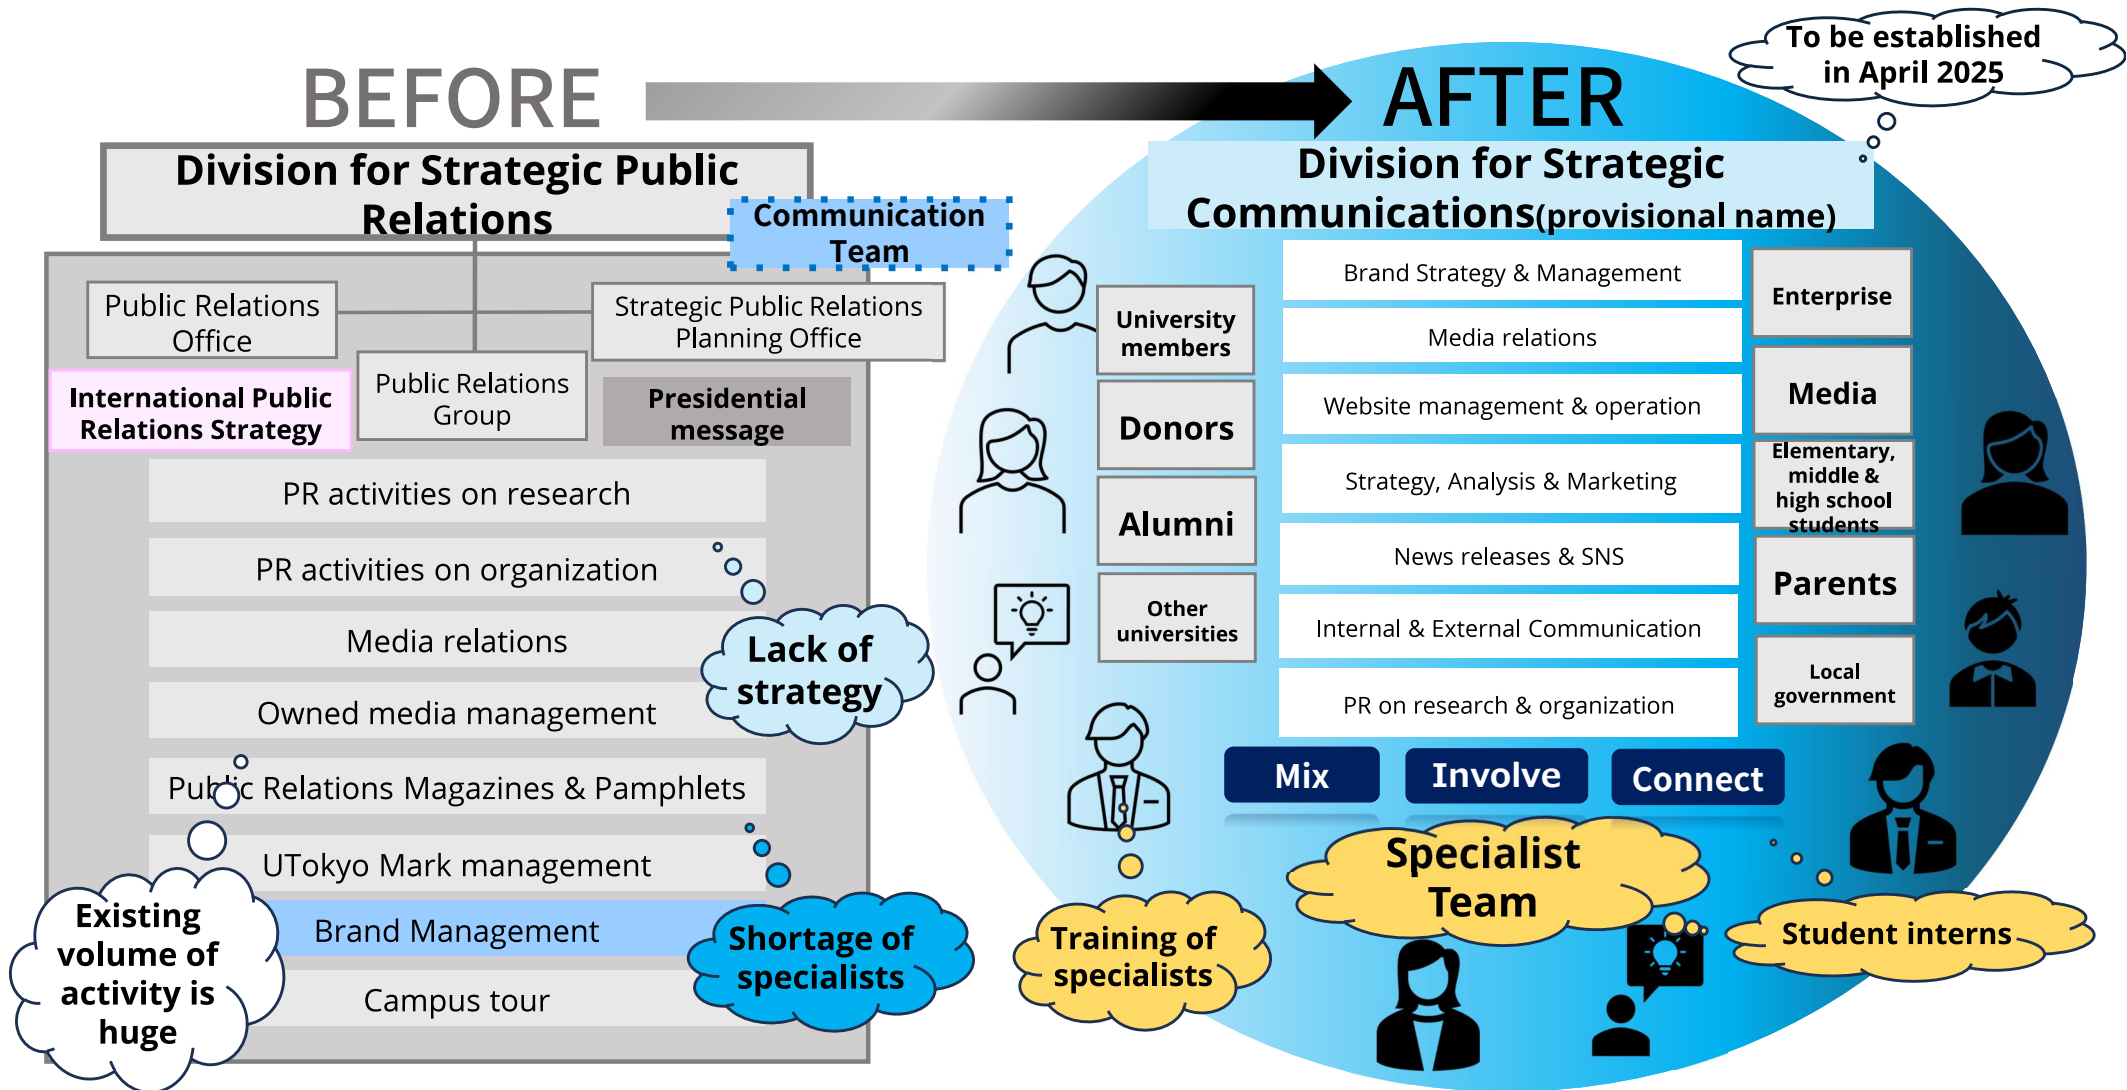 BEFORE
Division for Strategic Public
Relations
Communication
Team
Public Relations
Office
Strategic Public Relations
Planning Office
Public Relations
Group
International Public
Relations Strategy
Presidential
message
PR activities on research
PR activities on organization
Media relations
Owned media management
Public Relations Magazines & Pamphlets
UTokyo Mark management
Brand Management
Campus tour
Lack of
strategy
Existing
volume of
activity is
huge
Shortage of
specialists
AFTER
To be established
in April 2025
Division for Strategic
Communications(provisional name)
University
members
Donors
Alumni
Other
universities
Brand Strategy & Management
Media relations
Website management & operation
Strategy, Analysis & Marketing
News releases & SNS
Internal & External Communication
PR on research & organization
Enterprise
Media
Elementary,
middle &
high school
students
Parents
Local
government
Mix
Involve
Connect
Specialist
Team
Training of
specialists
Student interns